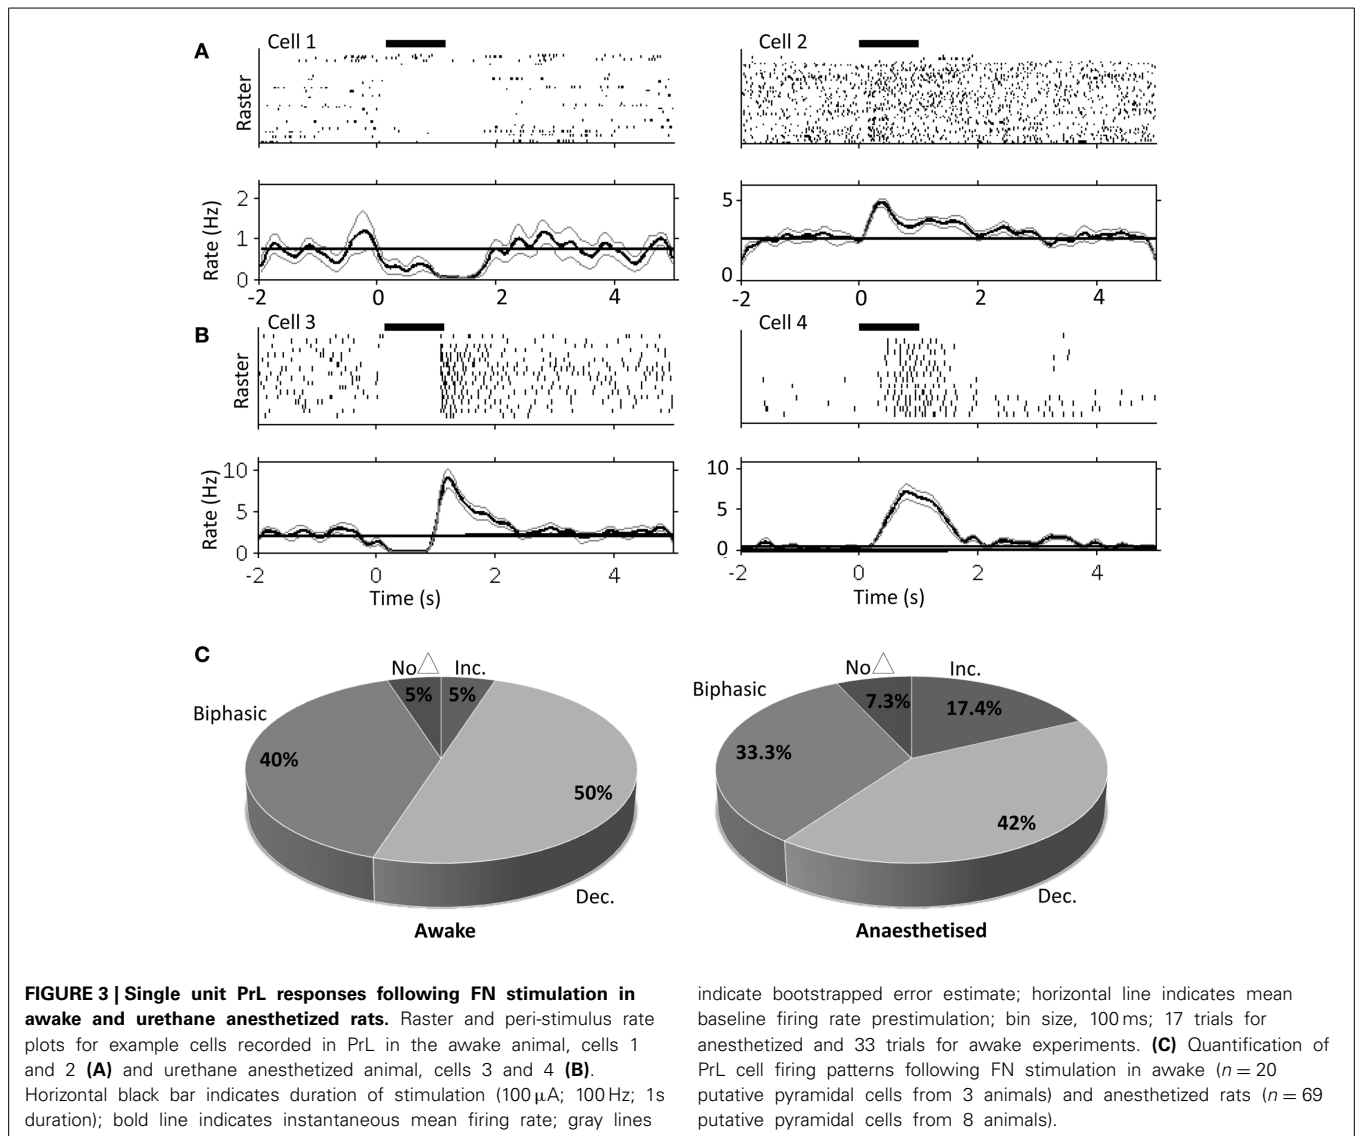 A
Cell 1
Cell 2
Raster
Rate (Hz)
2
1
0
-2 0 2 4
5
0
-2 0 2 4
B
Cell 3
Cell 4
Raster
Rate (Hz)
10
5
0
-2 0 2 4
Time (s)
10
5
0
-2 0 2 4
Time (s)
C
No△ Inc.
Biphasic
5% 5%
40%
50%
Dec.
Awake
No△ Inc.
Biphasic
7.3%
17.4%
33.3%
42%
Dec.
Anaesthetised
FIGURE 3 | Single unit PrL responses following FN stimulation in
awake and urethane anesthetized rats. Raster and peri-stimulus rate
plots for example cells recorded in PrL in the awake animal, cells 1
and 2 (A) and urethane anesthetized animal, cells 3 and 4 (B).
Horizontal black bar indicates duration of stimulation (100 μA; 100 Hz; 1s
duration); bold line indicates instantaneous mean firing rate; gray lines
indicate bootstrapped error estimate; horizontal line indicates mean
baseline firing rate prestimulation; bin size, 100 ms; 17 trials for
anesthetized and 33 trials for awake experiments. (C) Quantification of
PrL cell firing patterns following FN stimulation in awake (n = 20
putative pyramidal cells from 3 animals) and anesthetized rats (n = 69
putative pyramidal cells from 8 animals).